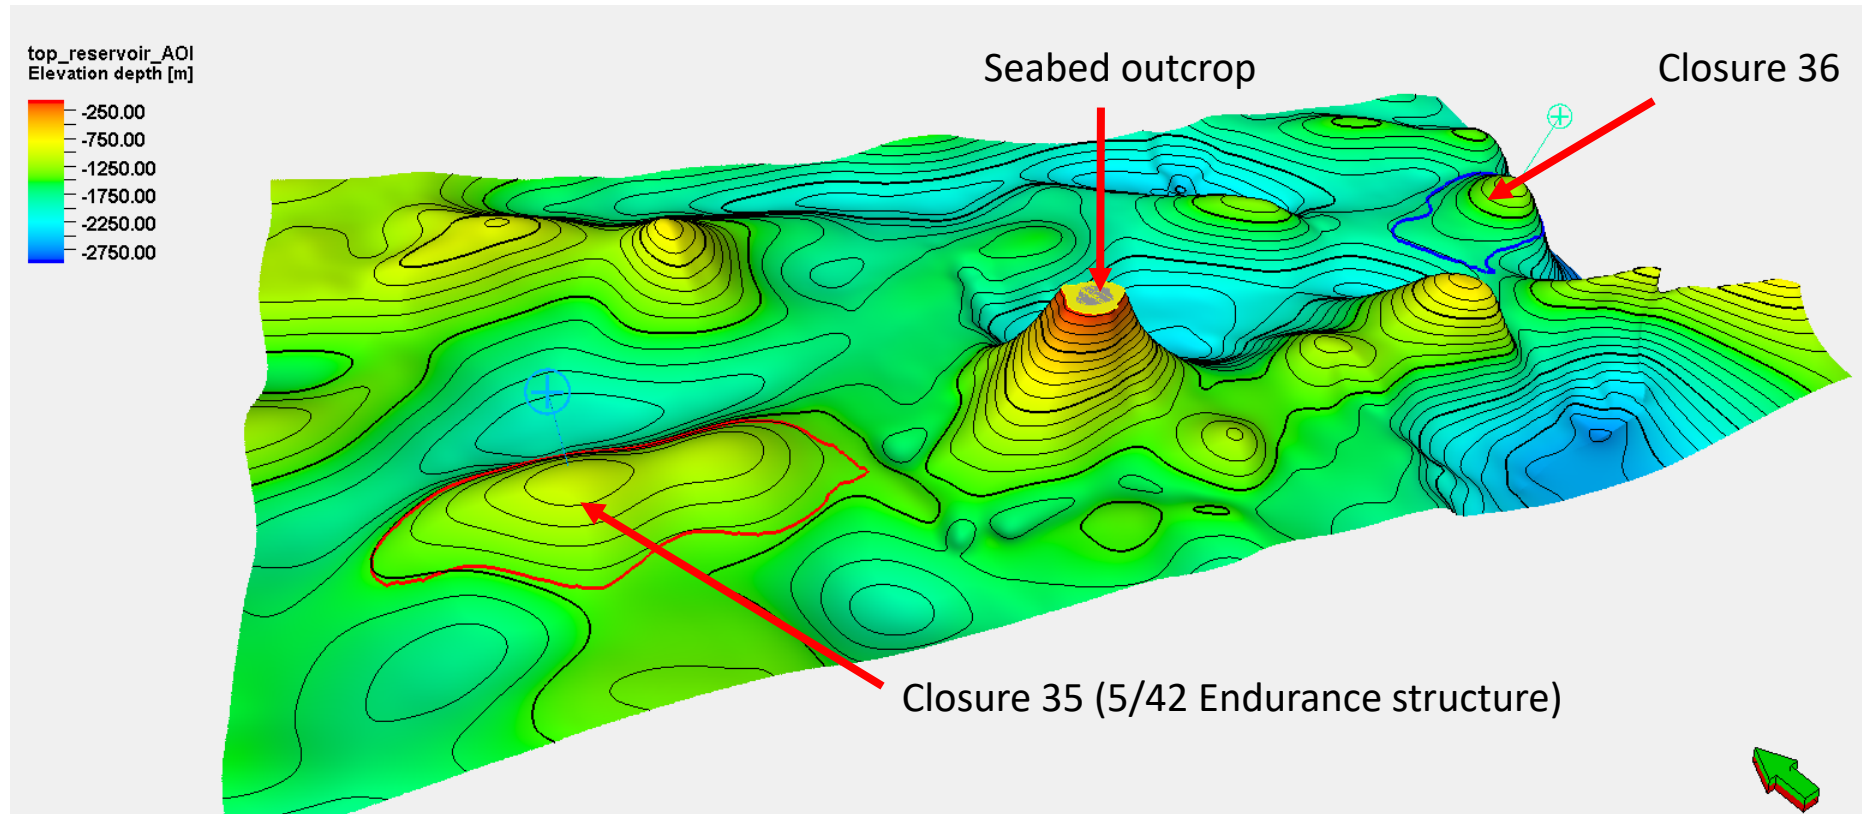 top_reservoir_AOI
Elevation depth [m]
-250.00
-750.00
-1250.00
-1750.00
-2250.00
-2750.00
Seabed outcrop
Closure 36
Closure 35 (5/42 Endurance structure)